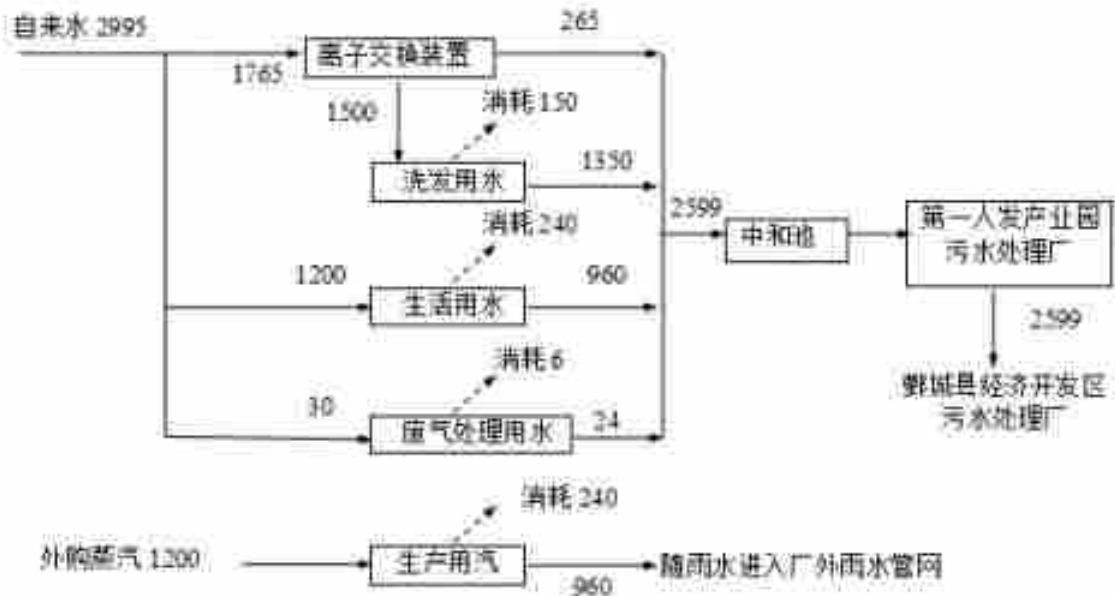 自来水 2995
265
离子交换装置
1765
1500
消耗 150
洗发用水
1350
消耗 240
2599
中和池
第一人发产业园
污水处理厂
1200
生活用水
960
2599
消耗 6
鄄城县经济开发区
污水处理厂
30
废气处理用水
24
消耗 240
外购蒸汽 1200
生产用汽
960
随雨水进入厂外雨水管网